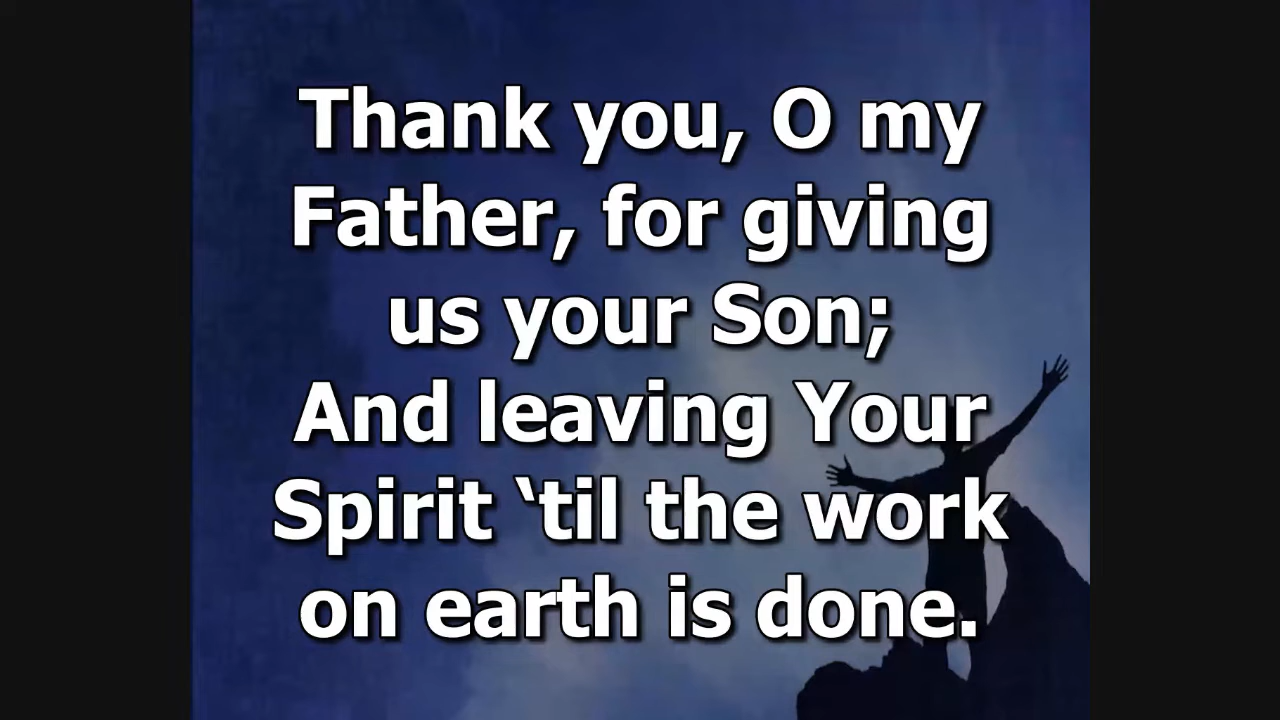 Thank you, O my
Father, for giving
us your Son;
And leaving Your
Spirit ‘til the work
on earth is done.